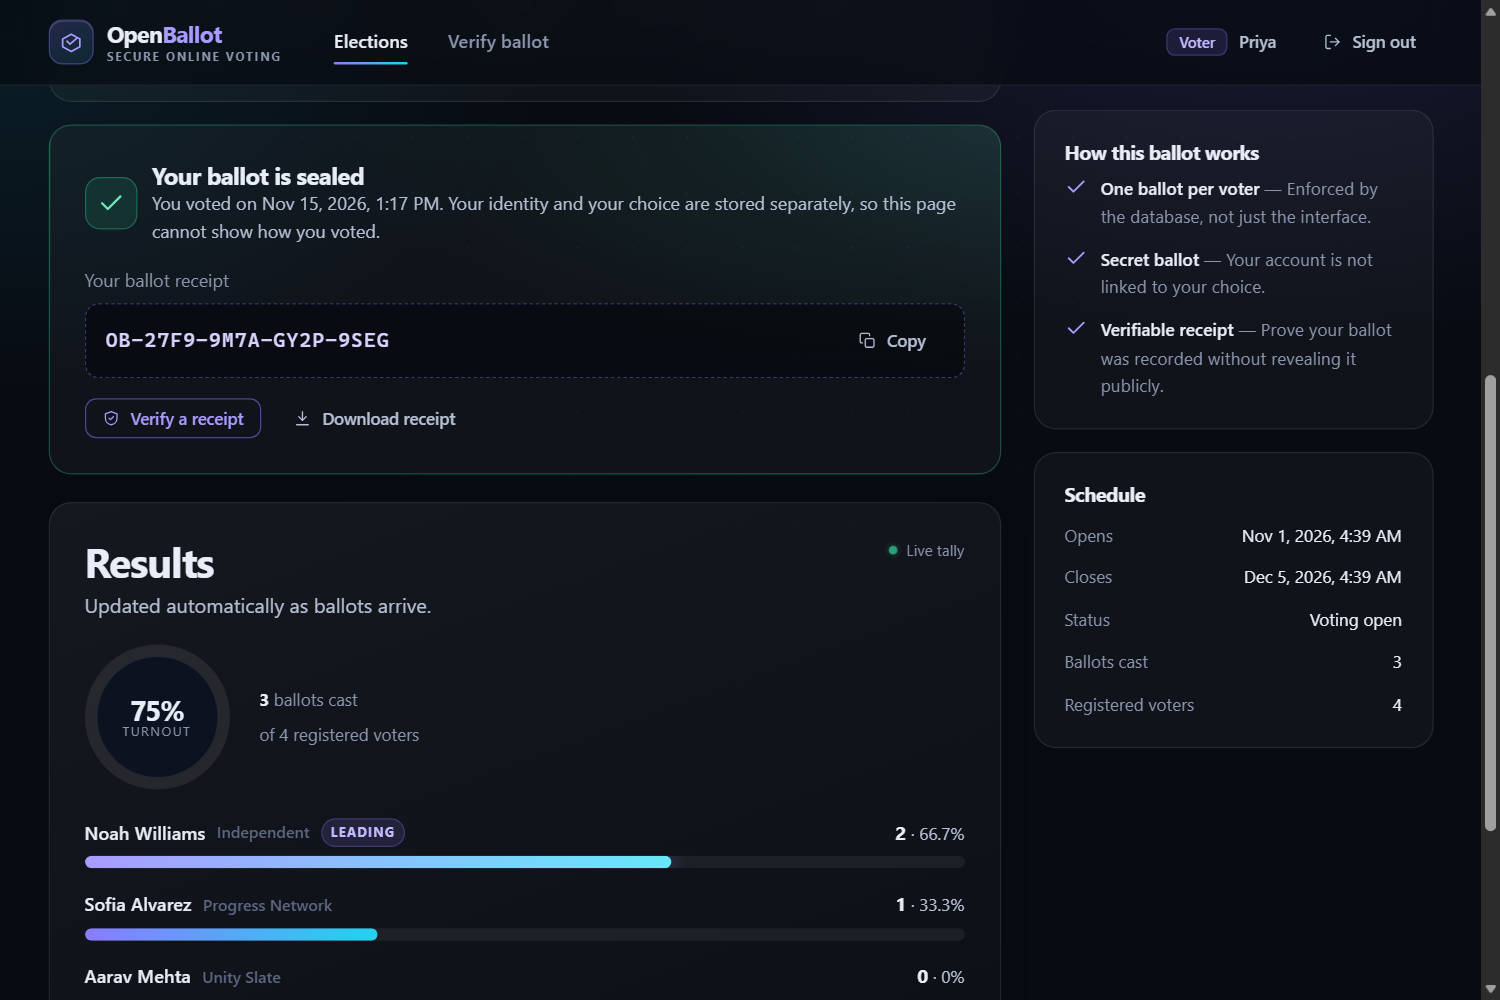 OpenBallot
SECURE ONLINE VOTING
Elections
Verify ballot
Voter
Priya
Sign out
Your ballot is sealed
You voted on Nov 15, 2026, 1:17 PM. Your identity and your choice are stored separately, so this page
cannot show how you voted.
Your ballot receipt
OB-27F9-9M7A-GY2P-9SEG
Copy
Verify a receipt
Download receipt
Results
Live tally
Updated automatically as ballots arrive.
75%
TURNOUT
3 ballots cast
of 4 registered voters
Noah Williams Independent LEADING 2 · 66.7%
Sofia Alvarez Progress Network 1 · 33.3%
Aarav Mehta Unity Slate 0 · 0%
How this ballot works
One ballot per voter — Enforced by
the database, not just the interface.
Secret ballot — Your account is not
linked to your choice.
Verifiable receipt — Prove your ballot
was recorded without revealing it
publicly.
Schedule
Opens Nov 1, 2026, 4:39 AM
Closes Dec 5, 2026, 4:39 AM
Status Voting open
Ballots cast 3
Registered voters 4